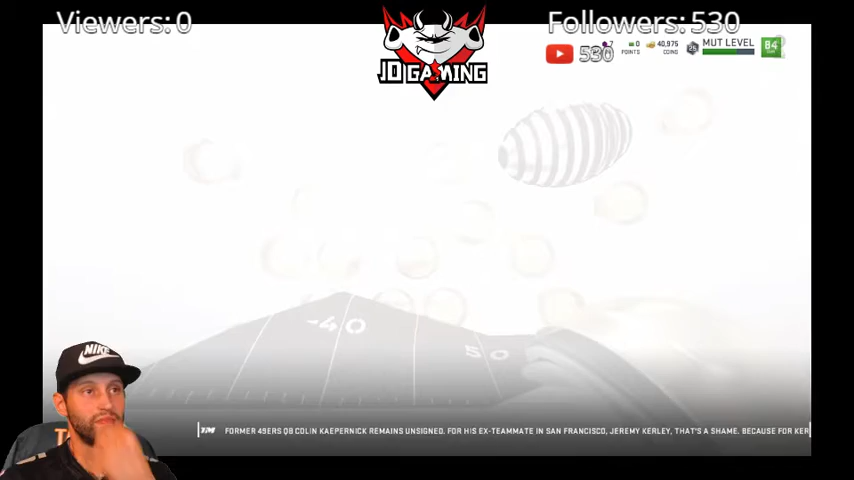 Viewers: 0
Followers: 530
JD GAMING
530
0
POINTS
40,975
COINS
25
MUT LEVEL
84
-40
50
NIKE
TM
FORMER 49ERS QB COLIN KAEPERNICK REMAINS UNSIGNED. FOR HIS EX-TEAMMATE IN SAN FRANCISCO, JEREMY KERLEY, THAT'S A SHAME. BECAUSE FOR KER